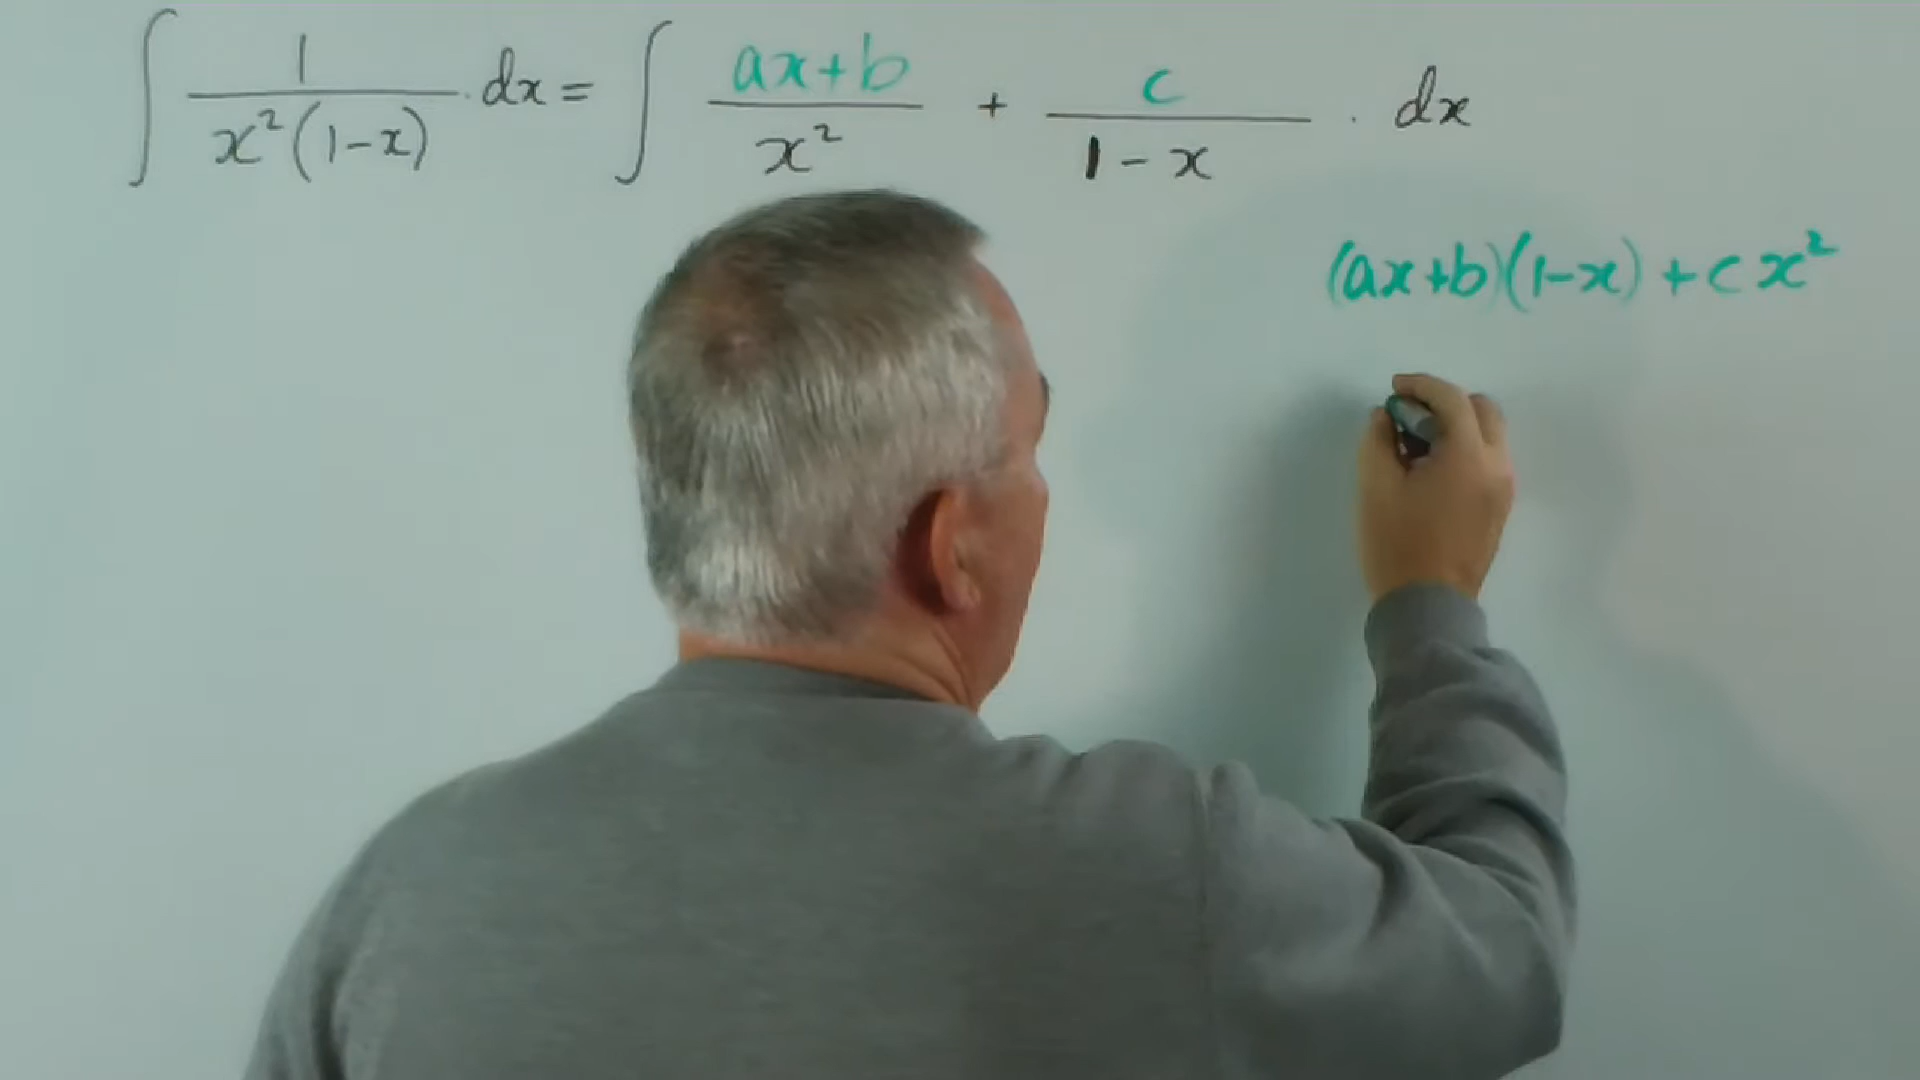 ∫ 1/(x²(1-x)) . dx = ∫ (ax+b)/x² + c/(1-x) . dx
(ax+b)(1-x) + cx²